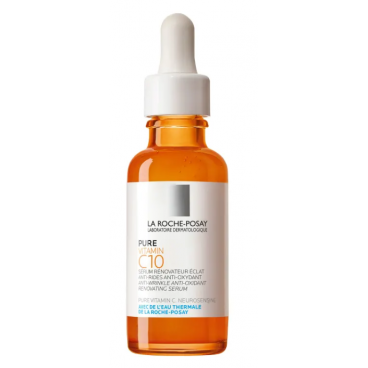 LA ROCHE-POSAY
LABORATOIRE DERMATOLOGIQUE
PURE
VITAMIN
C10
SÉRUM RÉNOVATEUR ÉCLAT
ANTI-RIDES ANTI-OXYDANT
ANTI-WRINKLE ANTI-OXIDANT
RENOVATING SERUM
PURE VITAMIN C. NEUROSENSINE
AVEC DE L'EAU THERMALE
DE LA ROCHE-POSAY